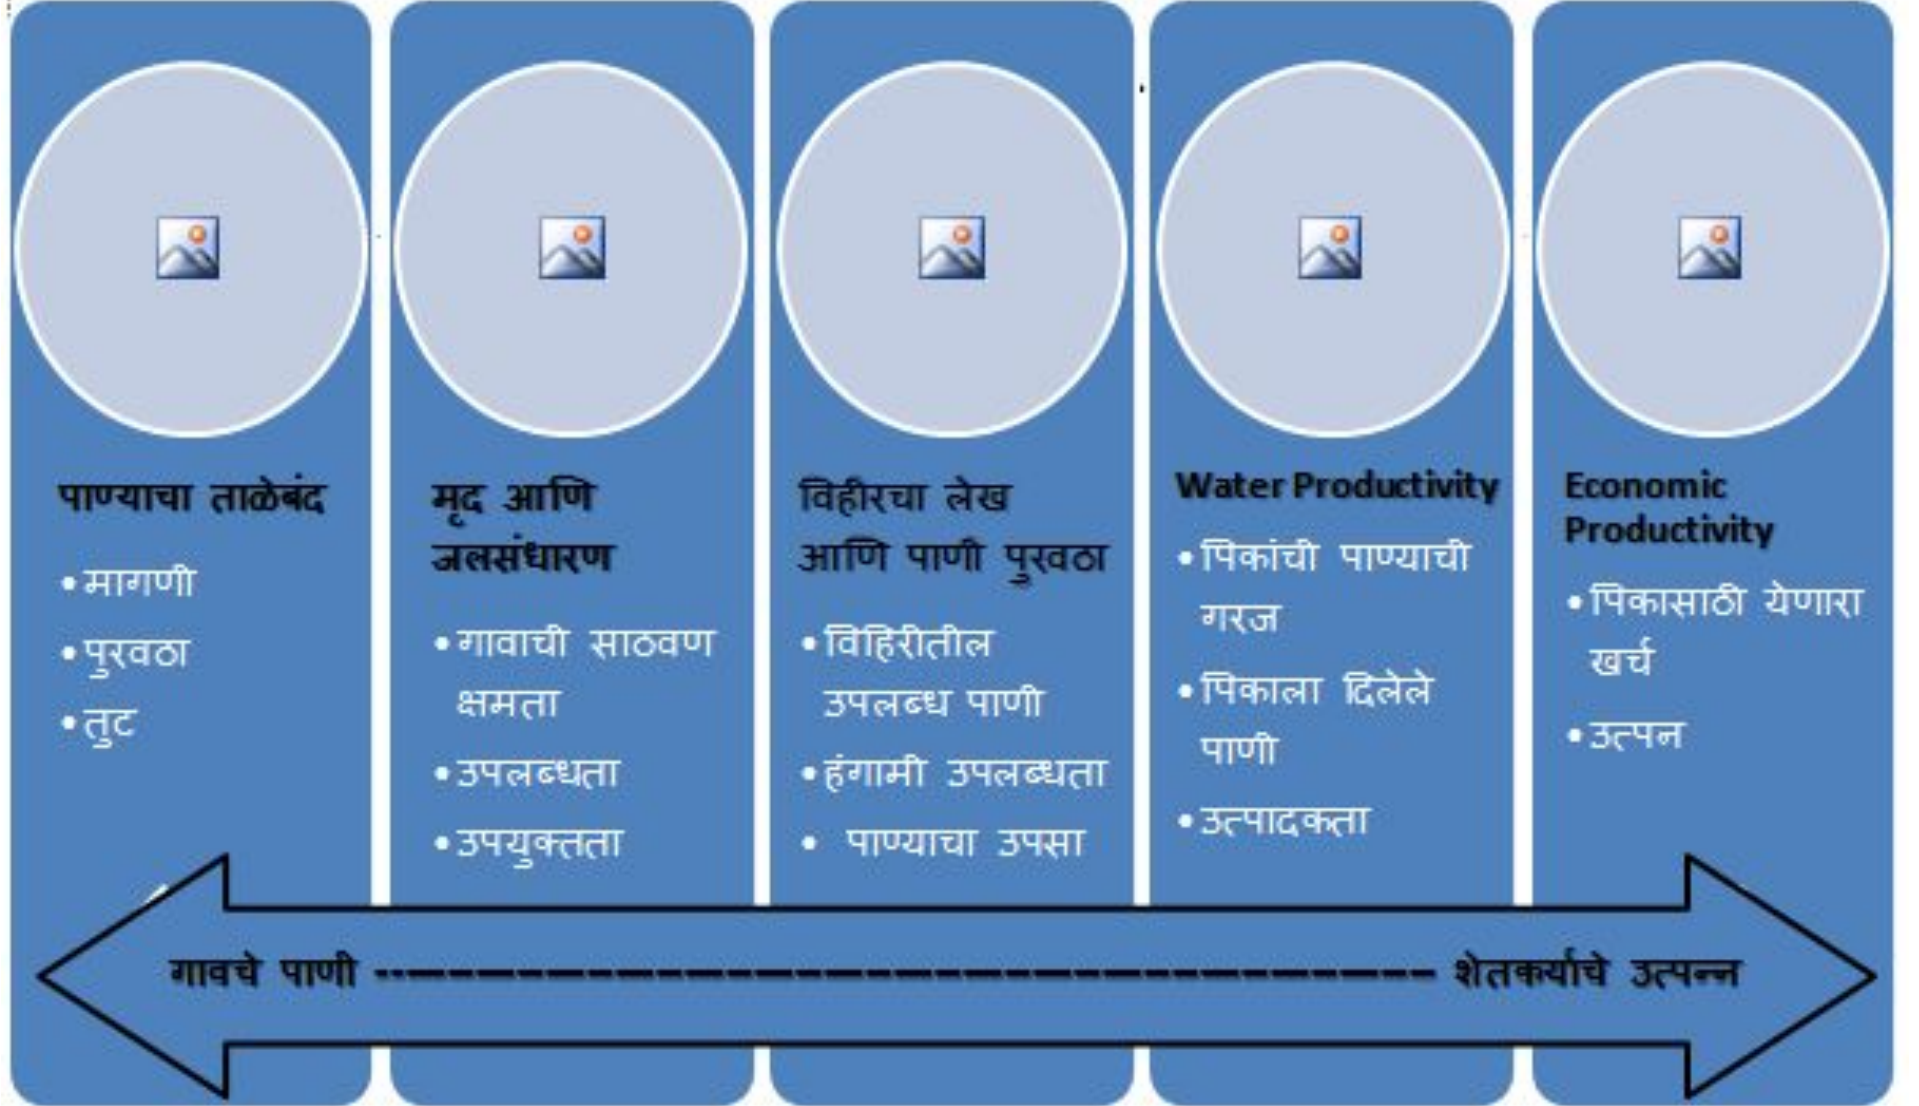 पाण्याचा ताळेबंद
• मागणी
• पुरवठा
• तुट
मृद आणि
जलसंधारण
• गावाची साठवण
क्षमता
• उपलब्धता
• उपयुक्तता
विहीरचा लेख
आणि पाणी पुरवठा
• विहिरीतील
उपलब्ध पाणी
• हंगामी उपलब्धता
• पाण्याचा उपसा
Water Productivity
• पिकांची पाण्याची
गरज
• पिकाला दिलेले
पाणी
• उत्पादकता
Economic
Productivity
• पिकासाठी येणारा
खर्च
• उत्पन
गावचे पाणी ---------------------------------- शेतकर्याचे उत्पन्न